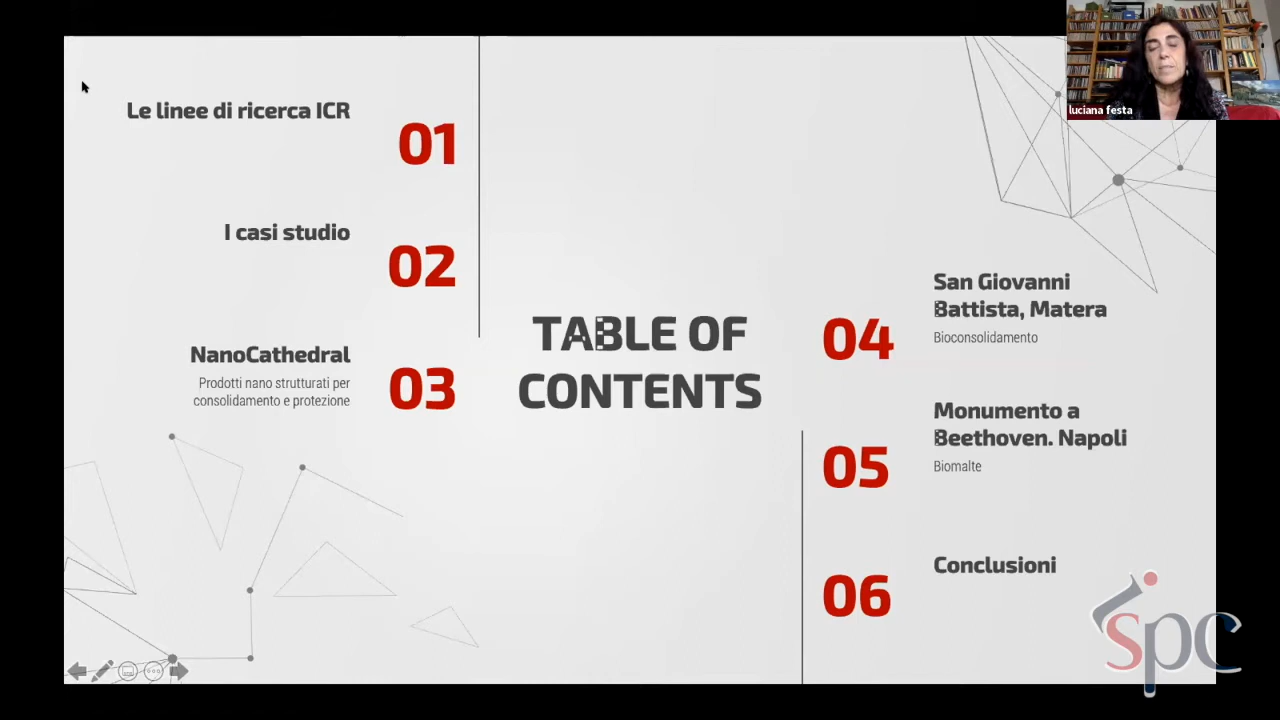 luciana festa
Le linee di ricerca ICR
01
I casi studio
02
NanoCathedral
Prodotti nano strutturati per
consolidamento e protezione
03
TABLE OF
CONTENTS
04
San Giovanni
Battista, Matera
Bioconsolidamento
05
Monumento a
Beethoven. Napoli
Biomalte
06
Conclusioni
spc